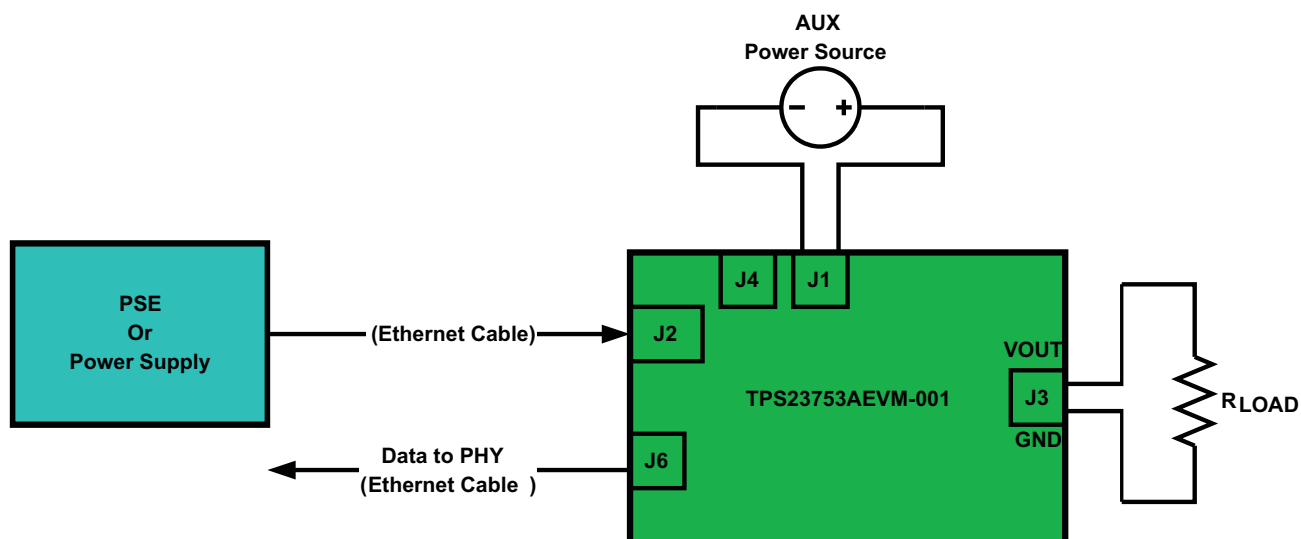 AUX
Power Source
- +
J4 J1
PSE
Or
Power Supply
(Ethernet Cable)
J2
VOUT
TPS23753AEVM-001
J3
RLOAD
GND
Data to PHY
(Ethernet Cable )
J6